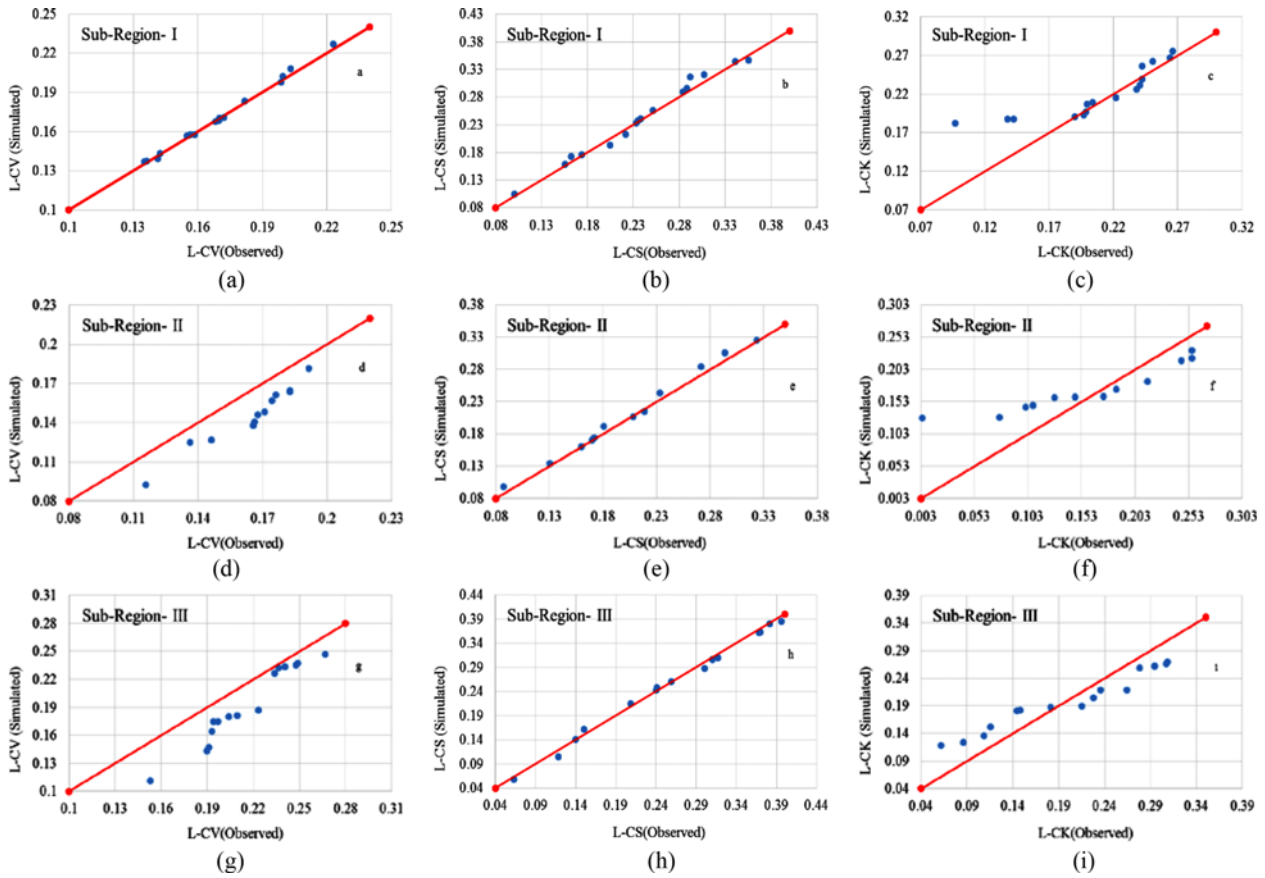 0.25
0.22
0.19
0.16
0.13
0.1
L-CV (Simulated)
Sub-Region- I
a
0.1 0.13 0.16 0.19 0.22 0.25
L-CV(Observed)
(a)
0.43
0.38
0.33
0.28
0.23
0.18
0.13
0.08
L-CS (Simulated)
Sub-Region- I
b
0.08 0.13 0.18 0.23 0.28 0.33 0.38 0.43
L-CS(Observed)
(b)
0.32
0.27
0.22
0.17
0.12
0.07
L-CK (Simulated)
Sub-Region- I
c
0.07 0.12 0.17 0.22 0.27 0.32
L-CK(Observed)
(c)
0.23
0.2
0.17
0.14
0.11
0.08
L-CV (Simulated)
Sub-Region- II
d
0.08 0.11 0.14 0.17 0.2 0.23
L-CV(Observed)
(d)
0.38
0.33
0.28
0.23
0.18
0.13
0.08
L-CS (Simulated)
Sub-Region- II
e
0.08 0.13 0.18 0.23 0.28 0.33 0.38
L-CS(Observed)
(e)
0.303
0.253
0.203
0.153
0.103
0.053
0.003
L-CK (Simulated)
Sub-Region- II
f
0.003 0.053 0.103 0.153 0.203 0.253 0.303
L-CK(Observed)
(f)
0.31
0.28
0.25
0.22
0.19
0.16
0.13
0.1
L-CV (Simulated)
Sub-Region- III
g
0.1 0.13 0.16 0.19 0.22 0.25 0.28 0.31
L-CV(Observed)
(g)
0.44
0.39
0.34
0.29
0.24
0.19
0.14
0.09
0.04
L-CS (Simulated)
Sub-Region- III
h
0.04 0.09 0.14 0.19 0.24 0.29 0.34 0.39 0.44
L-CS(Observed)
(h)
0.39
0.34
0.29
0.24
0.19
0.14
0.09
0.04
L-CK (Simulated)
Sub-Region- III
ı
0.04 0.09 0.14 0.19 0.24 0.29 0.34 0.39
L-CK(Observed)
(i)